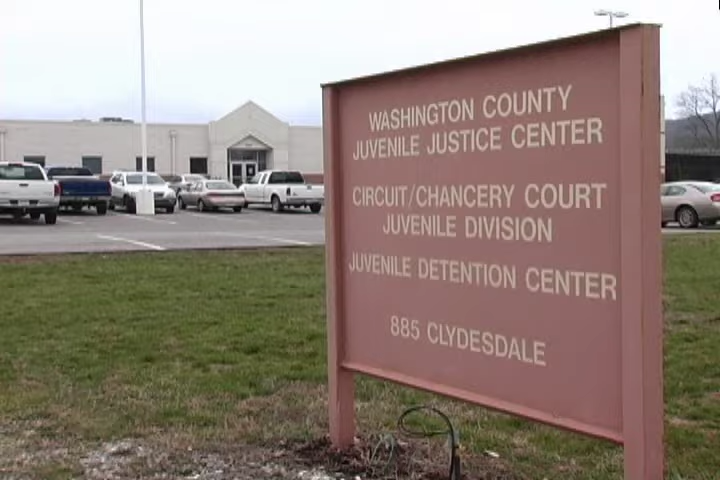 WASHINGTON COUNTY
JUVENILE JUSTICE CENTER
CIRCUIT/CHANCERY COURT
JUVENILE DIVISION
JUVENILE DETENTION CENTER
885 CLYDESDALE